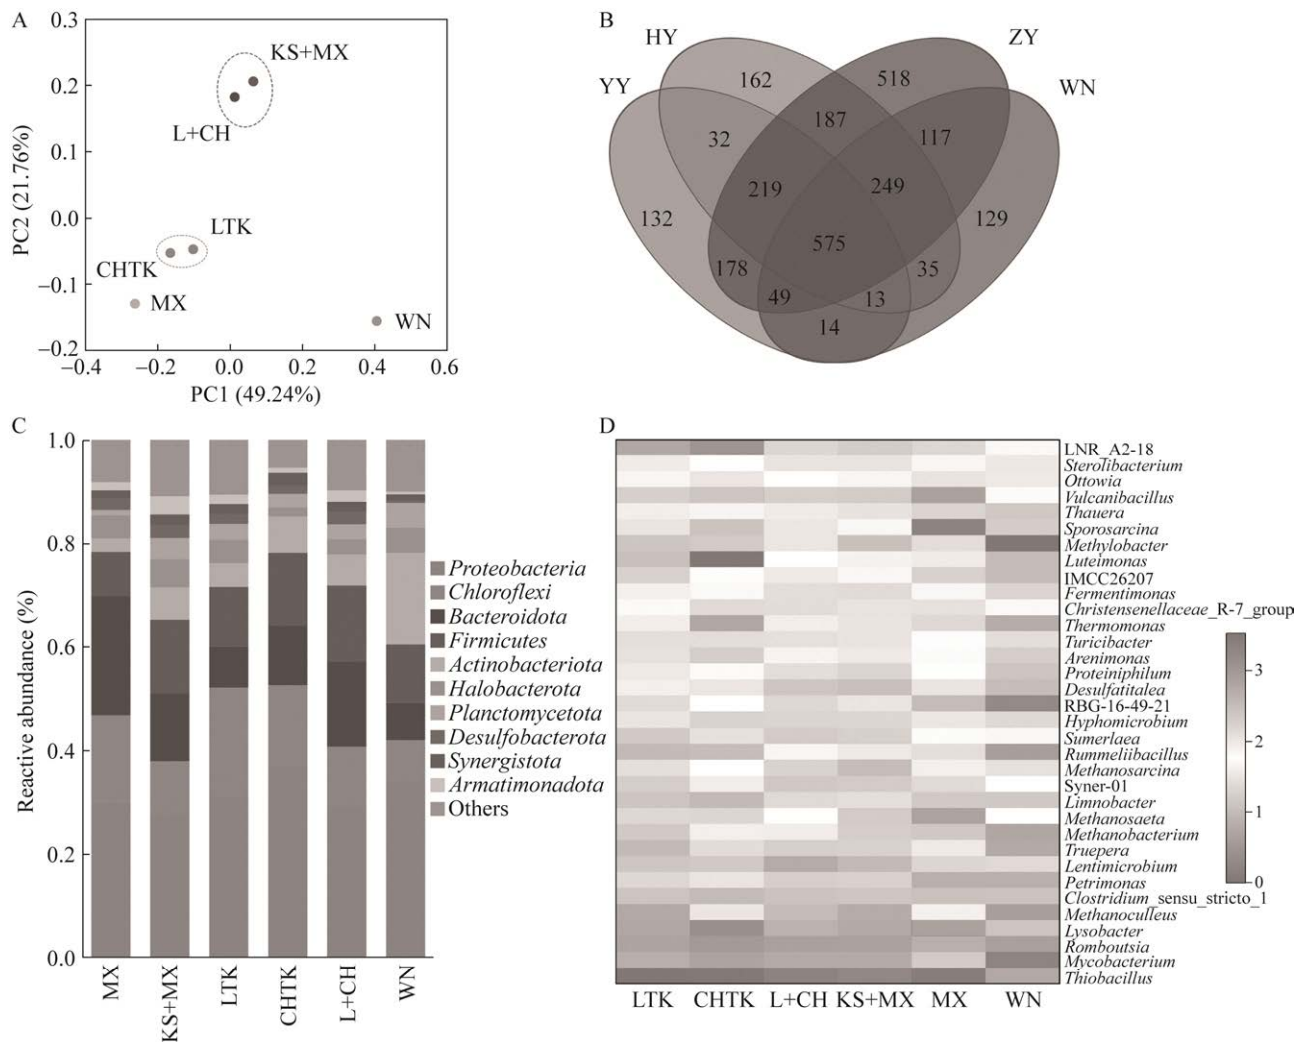 A
0.3
0.2
0.1
0.0
−0.1
−0.2
PC2 (21.76%)
KS+MX
L+CH
LTK
CHTK
MX
WN
−0.4
−0.2
0.0
0.2
0.4
0.6
PC1 (49.24%)
B
HY
ZY
YY
WN
162
518
187
32
117
219
249
132
129
575
178
35
49
13
14
C
1.0
0.8
0.6
0.4
0.2
0.0
Reactive abundance (%)
MX
KS+MX
LTK
CHTK
L+CH
WN
Proteobacteria
Chloroflexi
Bacteroidota
Firmicutes
Actinobacteriota
Halobacterota
Planctomycetota
Desulfobacterota
Synergistota
Armatimonadota
Others
D
LNR_A2-18
Sterolibacterium
Ottowia
Vulcanibacillus
Thauera
Sporosarcina
Methylobacter
Luteimonas
IMCC26207
Fermentimonas
Christensenellaceae_R-7_group
Thermomonas
Turicibacter
Arenimonas
Proteiniphilum
Desulfatitalea
RBG-16-49-21
Hyphomicrobium
Sumerlaea
Rummeliibacillus
Methanosarcina
Syner-01
Limnobacter
Methanosaeta
Methanobacterium
Truepera
Lentimicrobium
Petrimonas
Clostridium_sensu_stricto_1
Methanoculleus
Lysobacter
Romboutsia
Mycobacterium
Thiobacillus
3
2
1
0
LTK
CHTK
L+CH
KS+MX
MX
WN